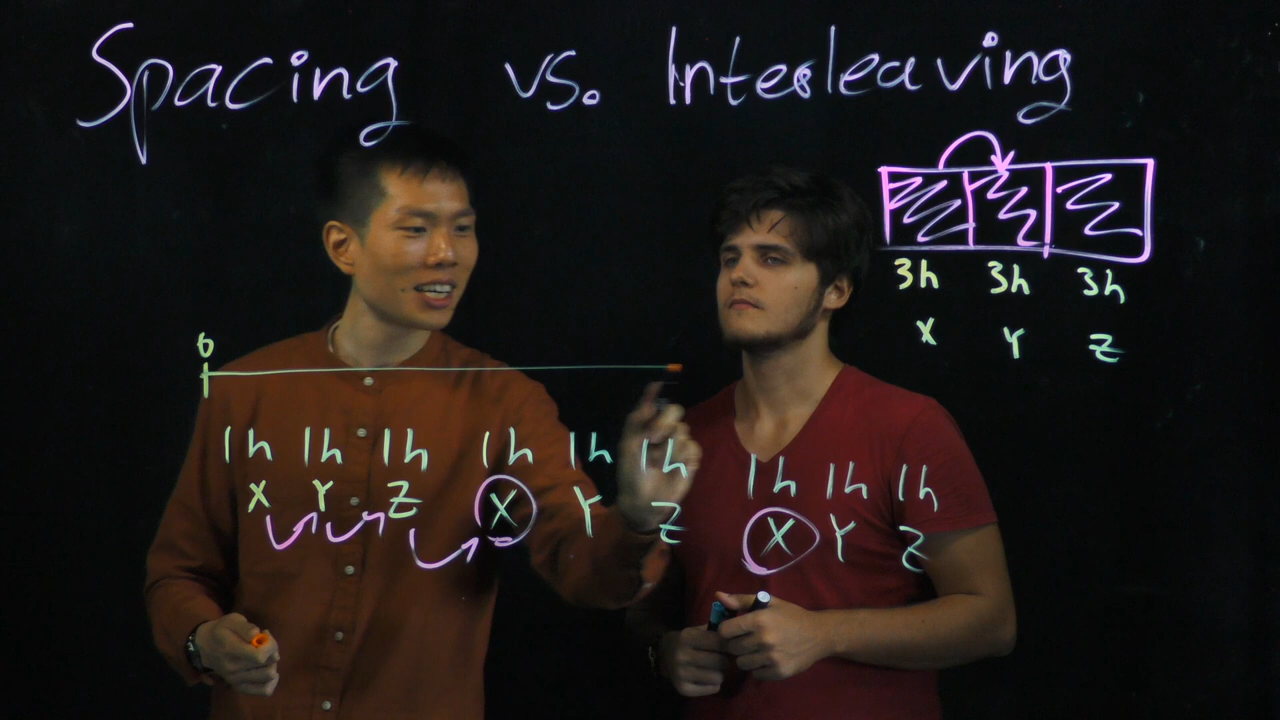 Spacing vs. Interleaving
3h 3h 3h
X Y Z
0
1h 1h 1h 1h 1h 1h 1h 1h 1h
X Y Z X Y Z X Y Z